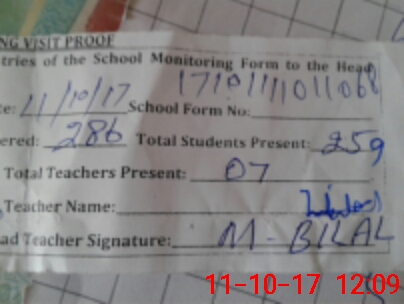 NG VISIT PROOF
tries of the School Monitoring Form to the Head
te: 11/10/17 School Form No:
ered: 286 Total Students Present: 259
Total Teachers Present: 07
Teacher Name:
ad Teacher Signature: M - BILAL
11-10-17 12:09